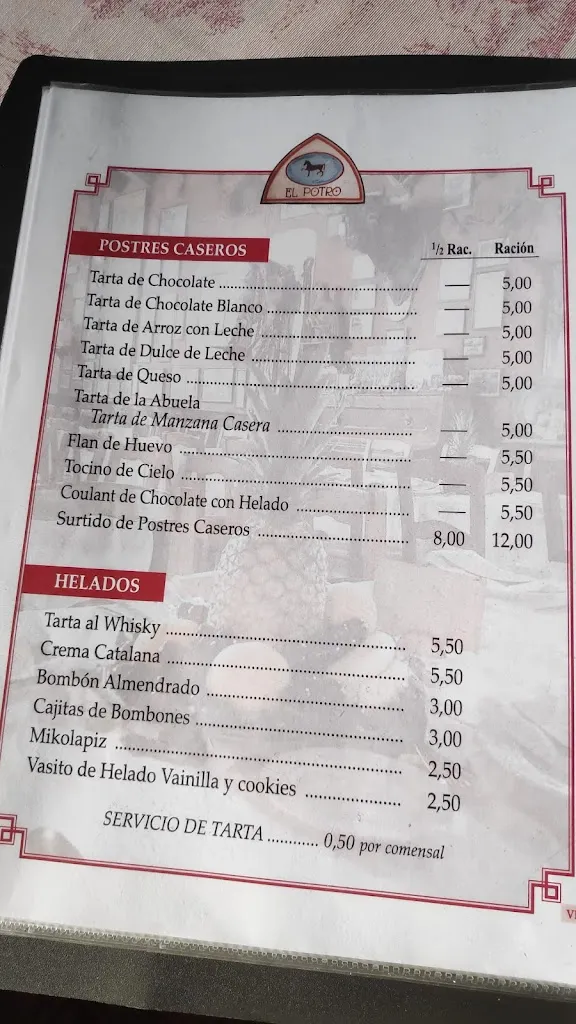 EL POTRO
POSTRES CASEROS ½ Rac. Ración
Tarta de Chocolate ........ — 5,00
Tarta de Chocolate Blanco ........ — 5,00
Tarta de Arroz con Leche ........ — 5,00
Tarta de Dulce de Leche ........ — 5,00
Tarta de Queso ........ — 5,00
Tarta de la Abuela
Tarta de Manzana Casera ........ — 5,00
Flan de Huevo ........ — 5,50
Tocino de Cielo ........ — 5,50
Coulant de Chocolate con Helado ........ — 5,50
Surtido de Postres Caseros ........ 8,00 12,00
HELADOS
Tarta al Whisky ........ 5,50
Crema Catalana ........ 5,50
Bombón Almendrado ........ 3,00
Cajitas de Bombones ........ 3,00
Mikolapiz ........ 2,50
Vasito de Helado Vainilla y cookies ........ 2,50
SERVICIO DE TARTA ........ 0,50 por comensal